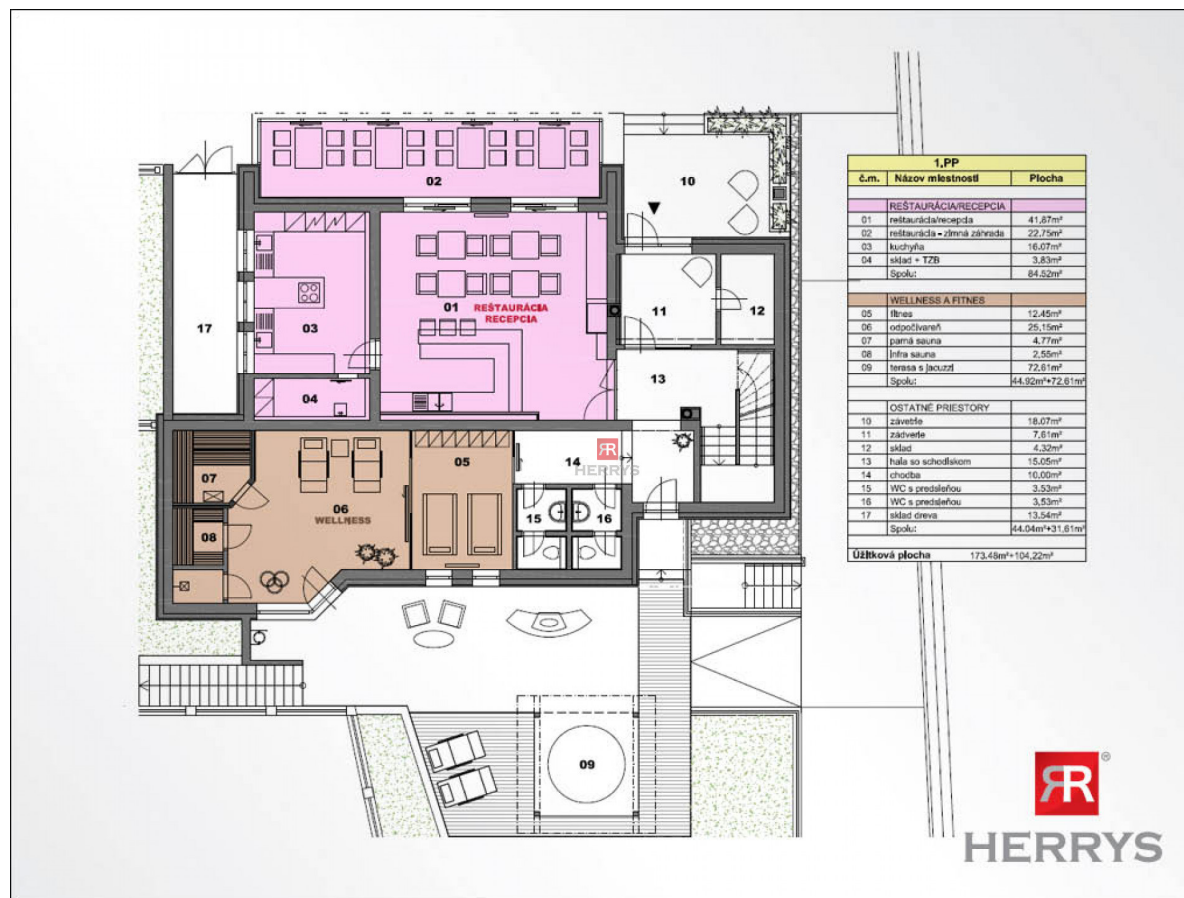 02
10
17
03
01
REŠTAURÁCIA
RECEPCIA
11
12
13
04
07
08
06
WELLNESS
05
14
HERRYS
15
16
09
1.PP
č.m. Názov miestnosti Plocha
REŠTAURÁCIA/RECEPCIA
01 reštaurácia/recepcia 41,87m²
02 reštaurácia - zimná záhrada 22,75m²
03 kuchyňa 16.07m²
04 sklad + TZB 3,83m²
Spolu: 84.52m²
WELLNESS A FITNES
05 fitnes 12.45m²
06 odpočivareň 25,15m²
07 parná sauna 4.77m²
08 infra sauna 2,55m²
09 terasa s jacuzzi 72,61m²
Spolu: 44.92m²+72,61m²
OSTATNÉ PRIESTORY
10 závetrie 18.07m²
11 zádverie 7,61m²
12 sklad 4,32m²
13 hala so schodiskom 15.05m²
14 chodba 10,00m²
15 WC s predsieňou 3.53m²
16 WC s predsieňou 3,53m²
17 sklad dreva 13,54m²
Spolu: 44.04m²+31,61m²
Úžitková plocha 173.48m²+104,22m²
RR®
HERRYS